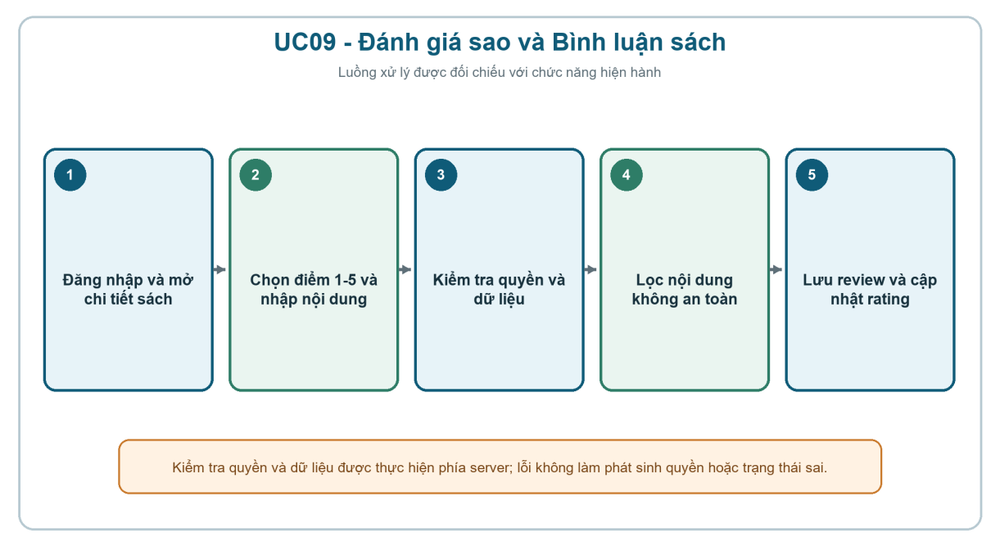 UC09 - Đánh giá sao và Bình luận sách
Luồng xử lý được đối chiếu với chức năng hiện hành
1
Đăng nhập và mở
chi tiết sách
2
Chọn điểm 1-5 và
nhập nội dung
3
Kiểm tra quyền và
dữ liệu
4
Lọc nội dung
không an toàn
5
Lưu review và cập
nhật rating
Kiểm tra quyền và dữ liệu được thực hiện phía server; lỗi không làm phát sinh quyền hoặc trạng thái sai.